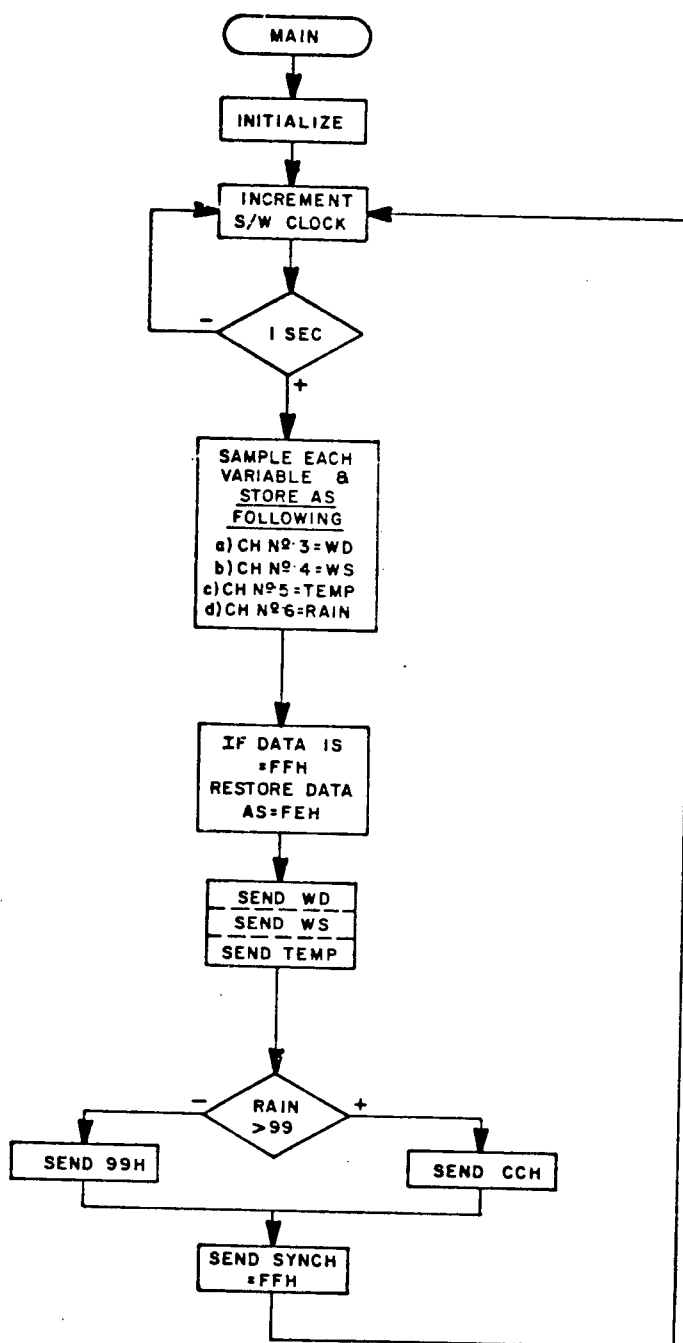 MAIN
INITIALIZE
INCREMENT
S/W CLOCK
-
1 SEC
+
SAMPLE EACH
VARIABLE &
STORE AS
FOLLOWING
a) CH Nº 3=WD
b) CH Nº 4=WS
c) CH Nº 5=TEMP
d) CH Nº 6=RAIN
IF DATA IS
=FFH
RESTORE DATA
AS=FEH
SEND WD
SEND WS
SEND TEMP
- RAIN +
>99
SEND 99H
SEND CCH
SEND SYNCH
=FFH